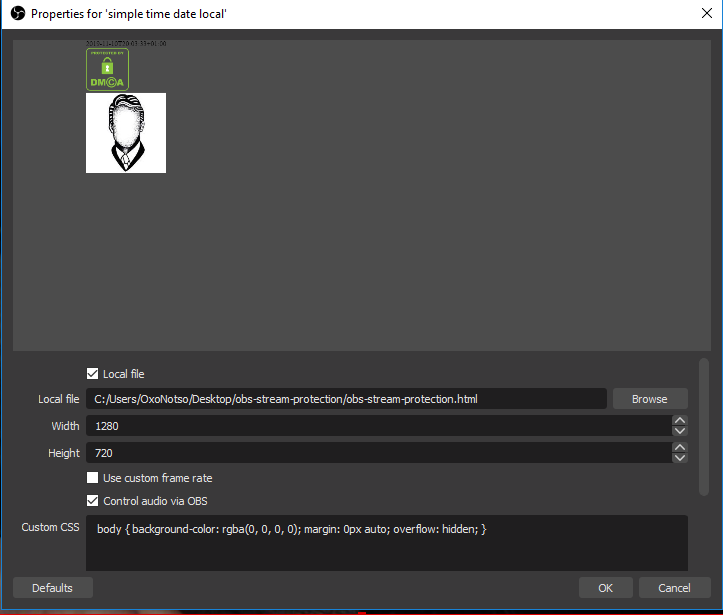 Properties for 'simple time date local'
PROTECTED BY
DMCA
Local file
Local file C:/Users/OxoNotso/Desktop/obs-stream-protection/obs-stream-protection.html Browse
Width 1280
Height 720
Use custom frame rate
Control audio via OBS
Custom CSS body { background-color: rgba(0, 0, 0, 0); margin: 0px auto; overflow: hidden; }
Defaults OK Cancel